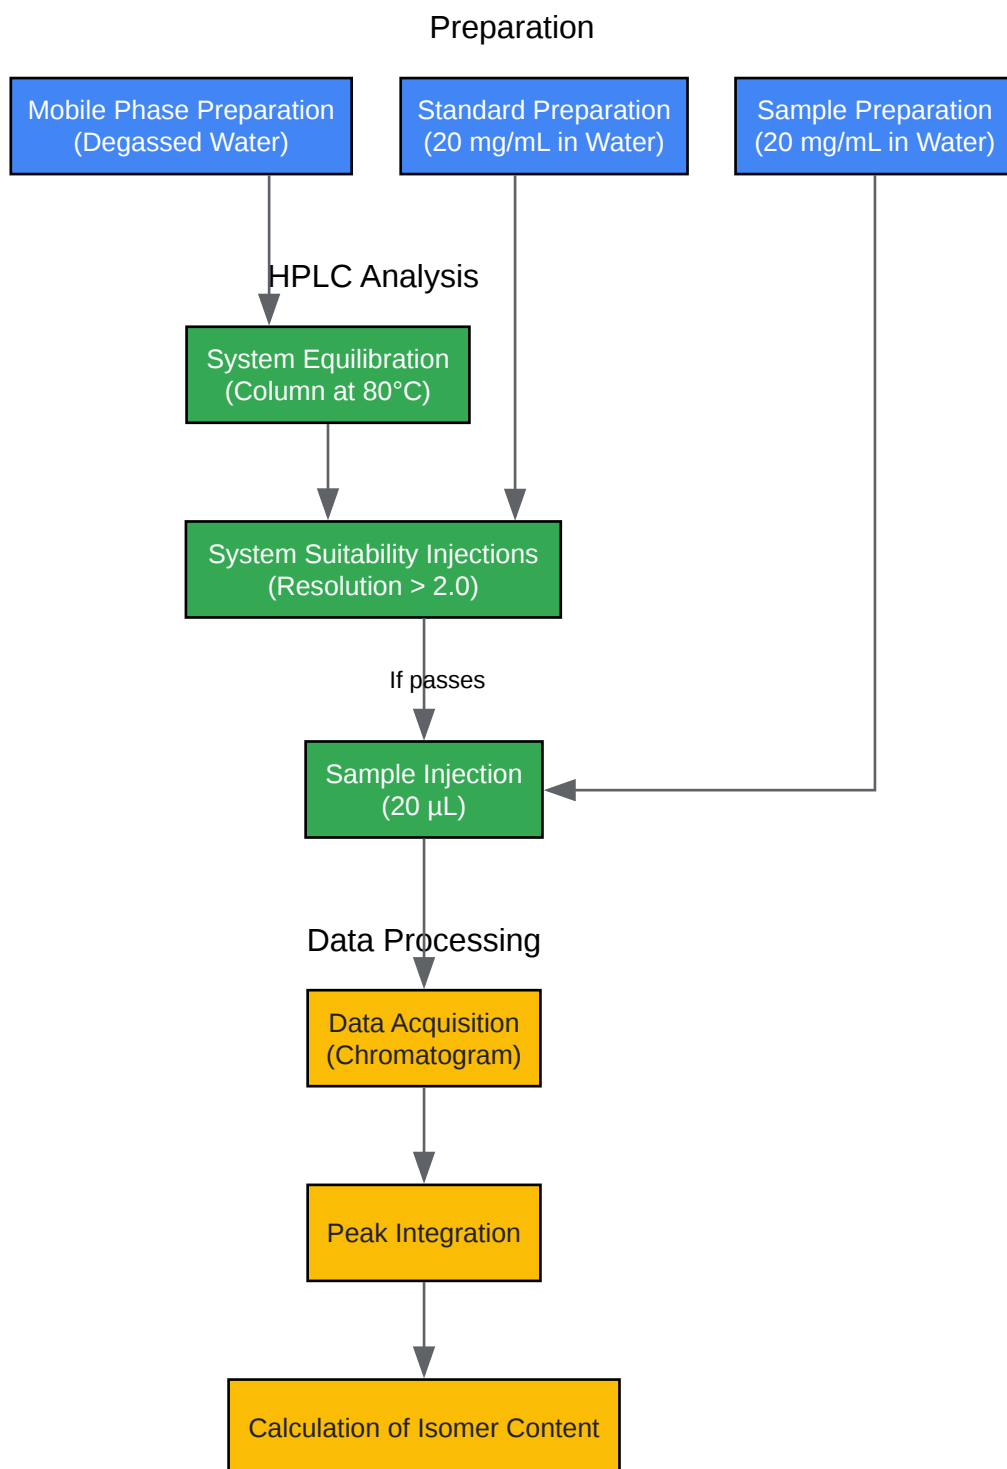 Preparation
Mobile Phase Preparation
(Degassed Water)
Standard Preparation
(20 mg/mL in Water)
Sample Preparation
(20 mg/mL in Water)
HPLC Analysis
System Equilibration
(Column at 80°C)
System Suitability Injections
(Resolution > 2.0)
If passes
Sample Injection
(20 µL)
Data Processing
Data Acquisition
(Chromatogram)
Peak Integration
Calculation of Isomer Content